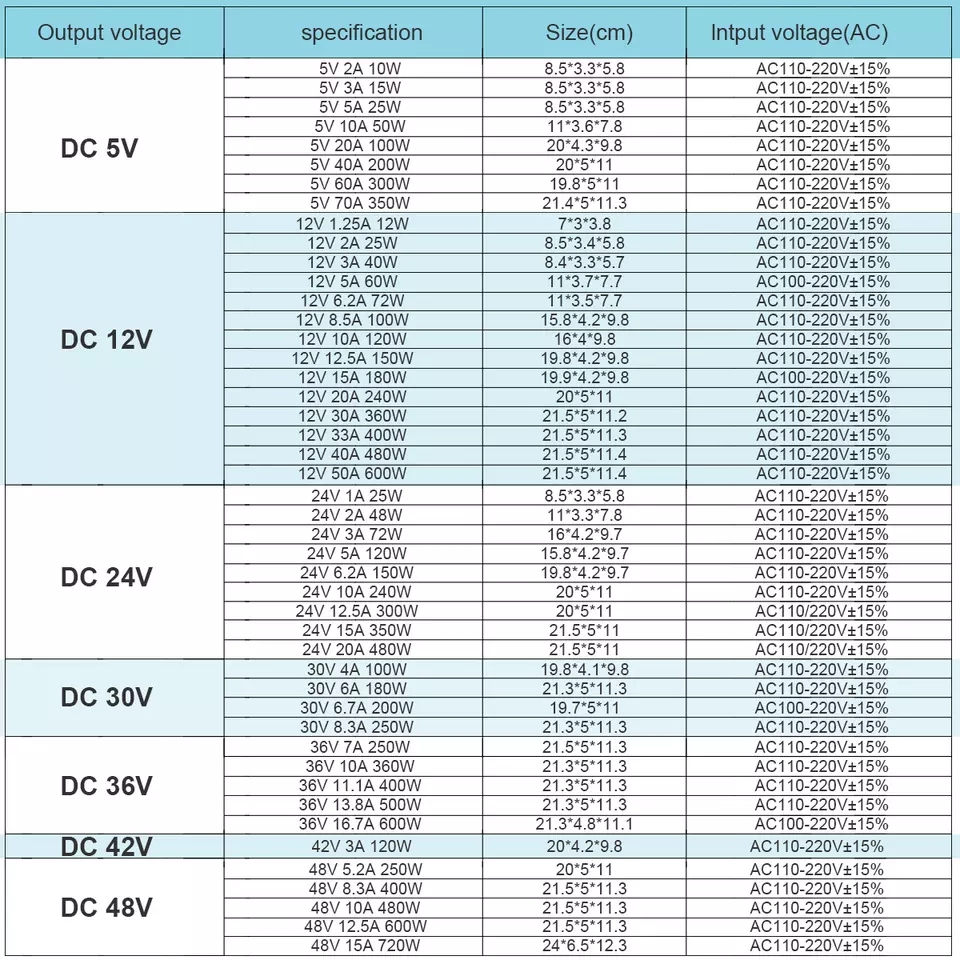 Output voltage specification Size(cm) Intput voltage(AC)
DC 5V
5V 2A 10W 8.5*3.3*5.8 AC110-220V±15%
5V 3A 15W 8.5*3.3*5.8 AC110-220V±15%
5V 5A 25W 8.5*3.3*5.8 AC110-220V±15%
5V 10A 50W 11*3.6*7.8 AC110-220V±15%
5V 20A 100W 20*4.3*9.8 AC110-220V±15%
5V 40A 200W 20*5*11 AC110-220V±15%
5V 60A 300W 19.8*5*11 AC110-220V±15%
5V 70A 350W 21.4*5*11.3 AC110-220V±15%
DC 12V
12V 1.25A 12W 7*3*3.8 AC110-220V±15%
12V 2A 25W 8.5*3.4*5.8 AC110-220V±15%
12V 3A 40W 8.4*3.3*5.7 AC110-220V±15%
12V 5A 60W 11*3.7*7.7 AC100-220V±15%
12V 6.2A 72W 11*3.5*7.7 AC110-220V±15%
12V 8.5A 100W 15.8*4.2*9.8 AC110-220V±15%
12V 10A 120W 16*4*9.8 AC110-220V±15%
12V 12.5A 150W 19.8*4.2*9.8 AC110-220V±15%
12V 15A 180W 19.9*4.2*9.8 AC100-220V±15%
12V 20A 240W 20*5*11 AC110-220V±15%
12V 30A 360W 21.5*5*11.2 AC110-220V±15%
12V 33A 400W 21.5*5*11.3 AC110-220V±15%
12V 40A 480W 21.5*5*11.4 AC110-220V±15%
12V 50A 600W 21.5*5*11.4 AC110-220V±15%
DC 24V
24V 1A 25W 8.5*3.3*5.8 AC110-220V±15%
24V 2A 48W 11*3.3*7.8 AC110-220V±15%
24V 3A 72W 16*4.2*9.7 AC110-220V±15%
24V 5A 120W 15.8*4.2*9.7 AC110-220V±15%
24V 6.2A 150W 19.8*4.2*9.7 AC110-220V±15%
24V 10A 240W 20*5*11 AC110-220V±15%
24V 12.5A 300W 20*5*11 AC110/220V±15%
24V 15A 350W 21.5*5*11 AC110/220V±15%
24V 20A 480W 21.5*5*11 AC110/220V±15%
DC 30V
30V 4A 100W 19.8*4.1*9.8 AC110-220V±15%
30V 6A 180W 21.3*5*11.3 AC110-220V±15%
30V 6.7A 200W 19.7*5*11 AC100-220V±15%
30V 8.3A 250W 21.3*5*11.3 AC110-220V±15%
DC 36V
36V 7A 250W 21.5*5*11.3 AC110-220V±15%
36V 10A 360W 21.3*5*11.3 AC110-220V±15%
36V 11.1A 400W 21.3*5*11.3 AC110-220V±15%
36V 13.8A 500W 21.3*5*11.3 AC110-220V±15%
36V 16.7A 600W 21.3*4.8*11.1 AC100-220V±15%
DC 42V
42V 3A 120W 20*4.2*9.8 AC110-220V±15%
DC 48V
48V 5.2A 250W 20*5*11 AC110-220V±15%
48V 8.3A 400W 21.5*5*11.3 AC110-220V±15%
48V 10A 480W 21.5*5*11.3 AC110-220V±15%
48V 12.5A 600W 21.5*5*11.3 AC110-220V±15%
48V 15A 720W 24*6.5*12.3 AC110-220V±15%